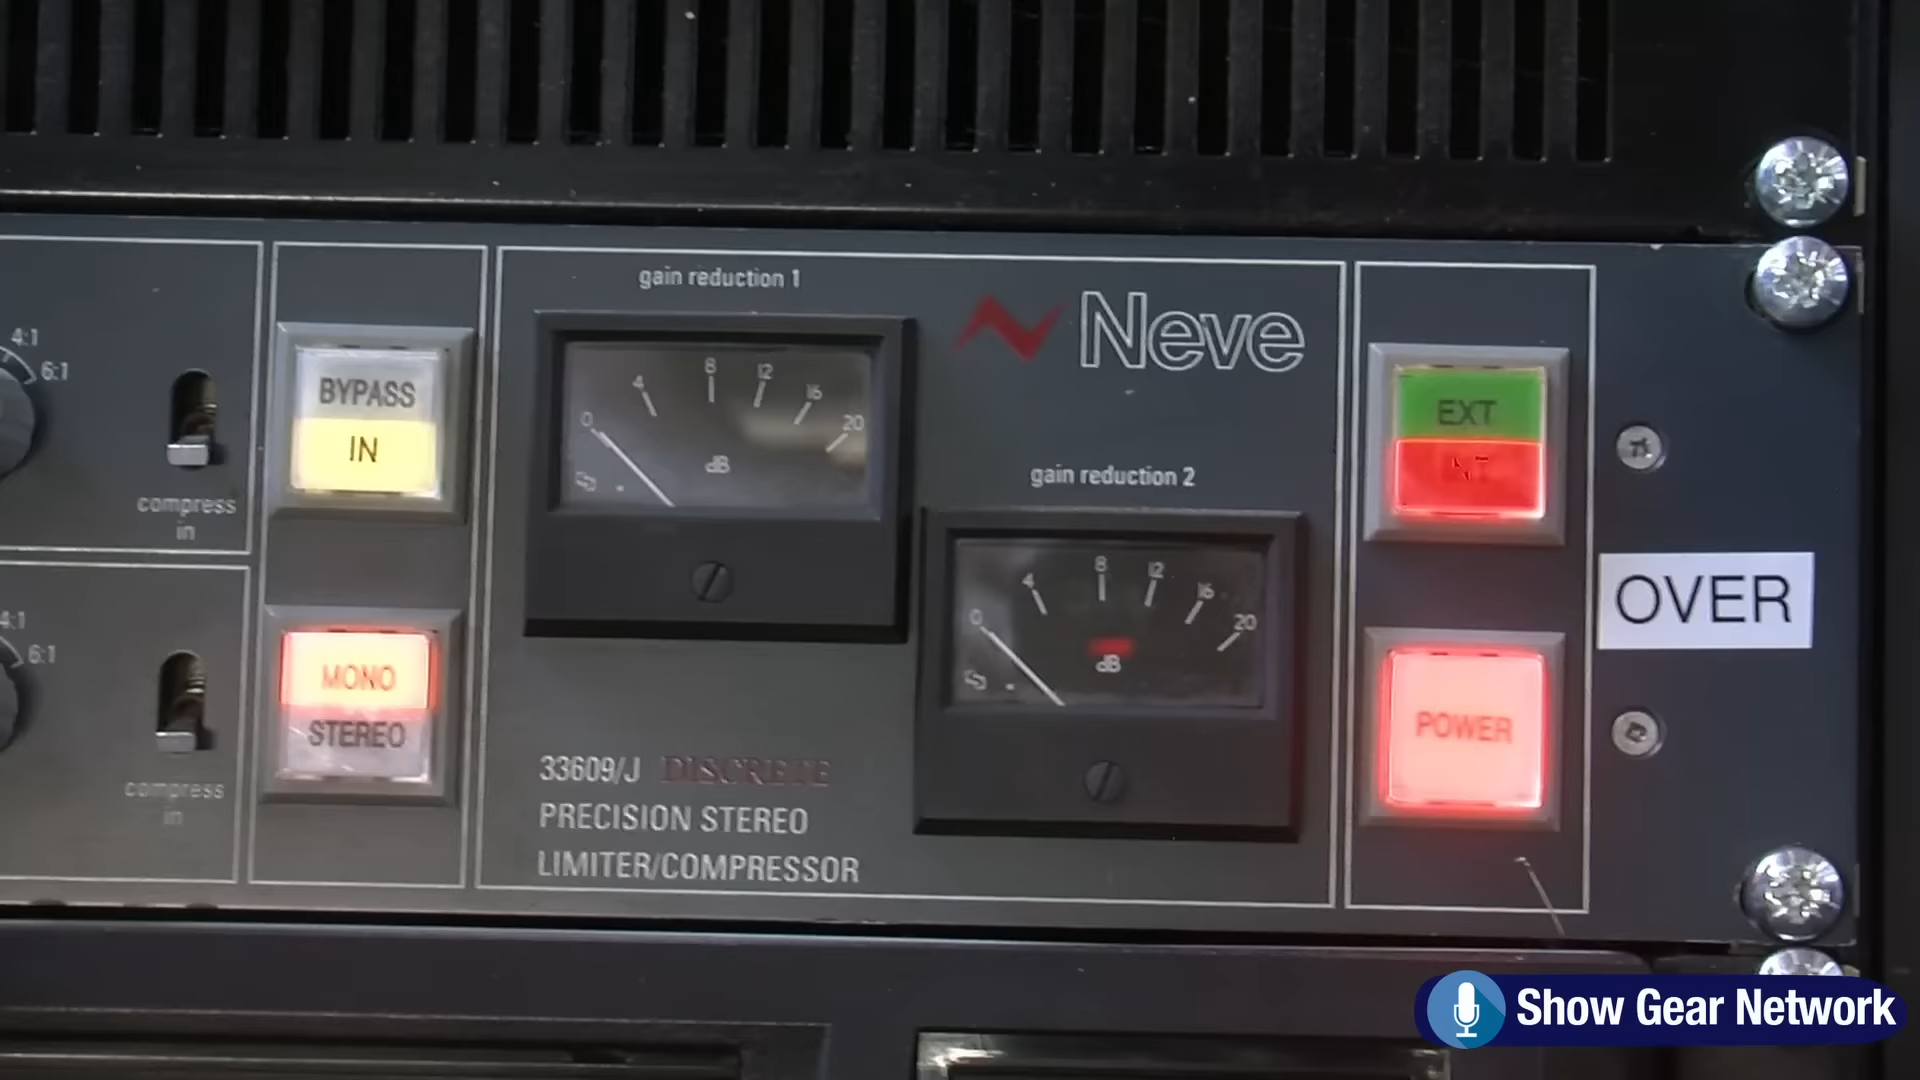 4:1
6:1
compress
in
BYPASS
IN
gain reduction 1
0 4 8 12 16 20
dB
Neve
EXT
INT
gain reduction 2
0 4 8 12 16 20
dB
OVER
4:1
6:1
compress
in
MONO
STEREO
POWER
33609/J DISCRETE
PRECISION STEREO
LIMITER/COMPRESSOR
Show Gear Network